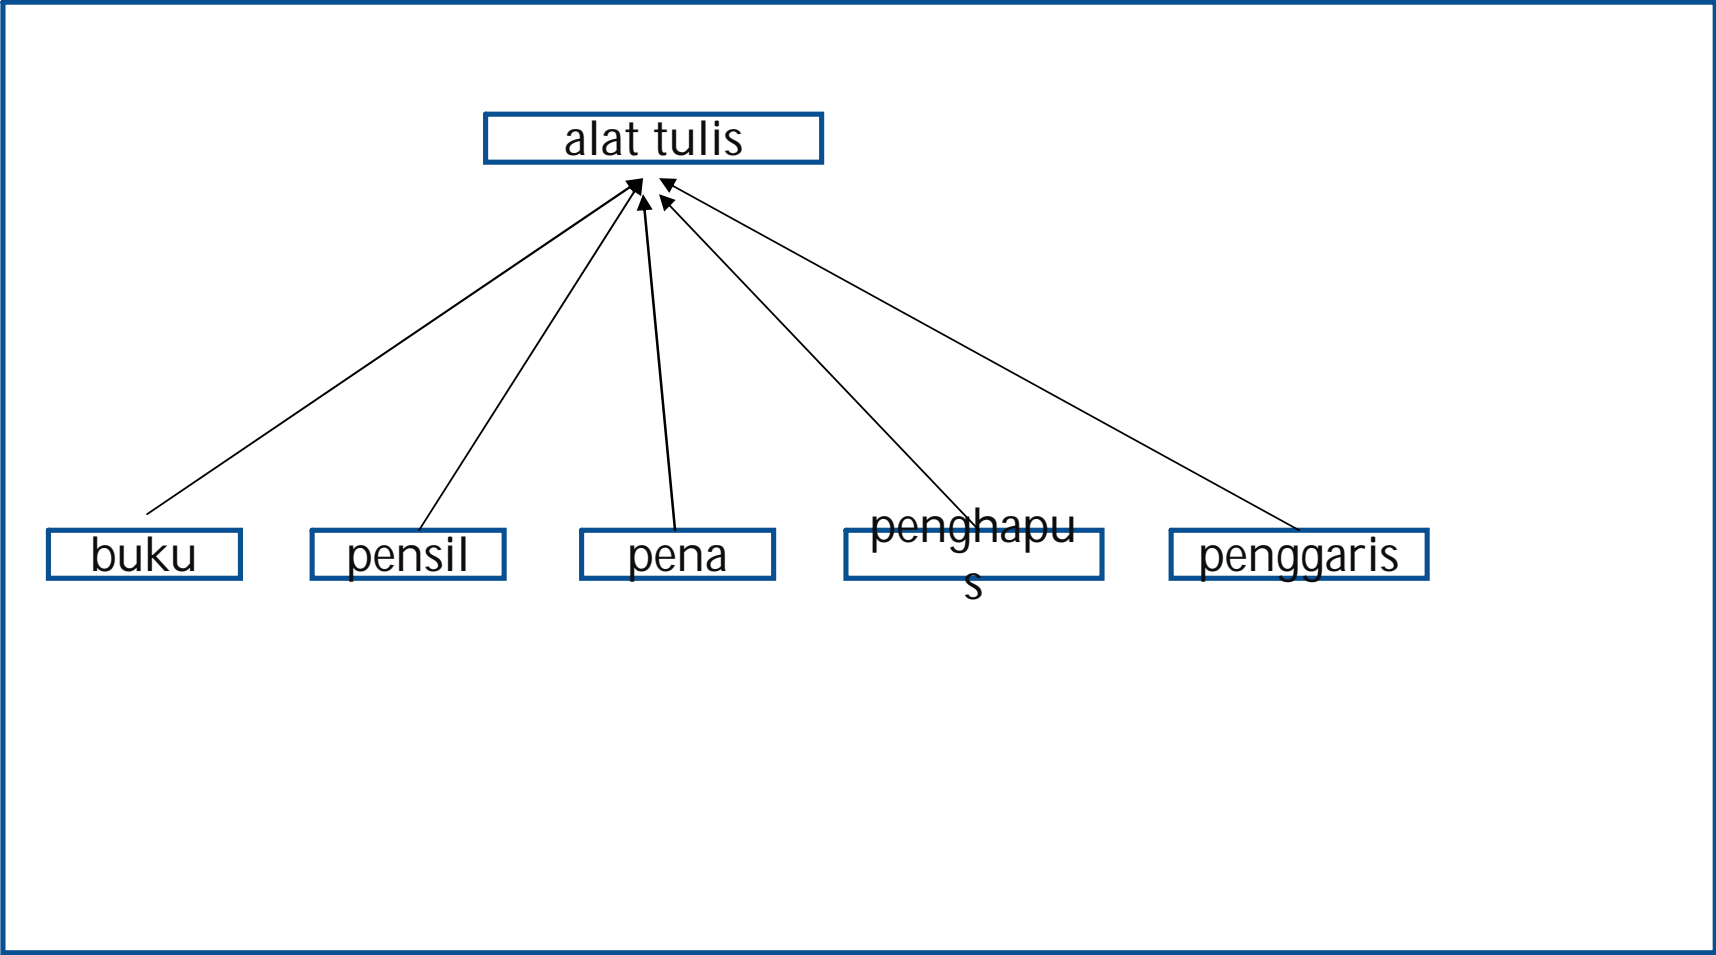 alat tulis
buku
pensil
pena
penghapu
s
penggaris